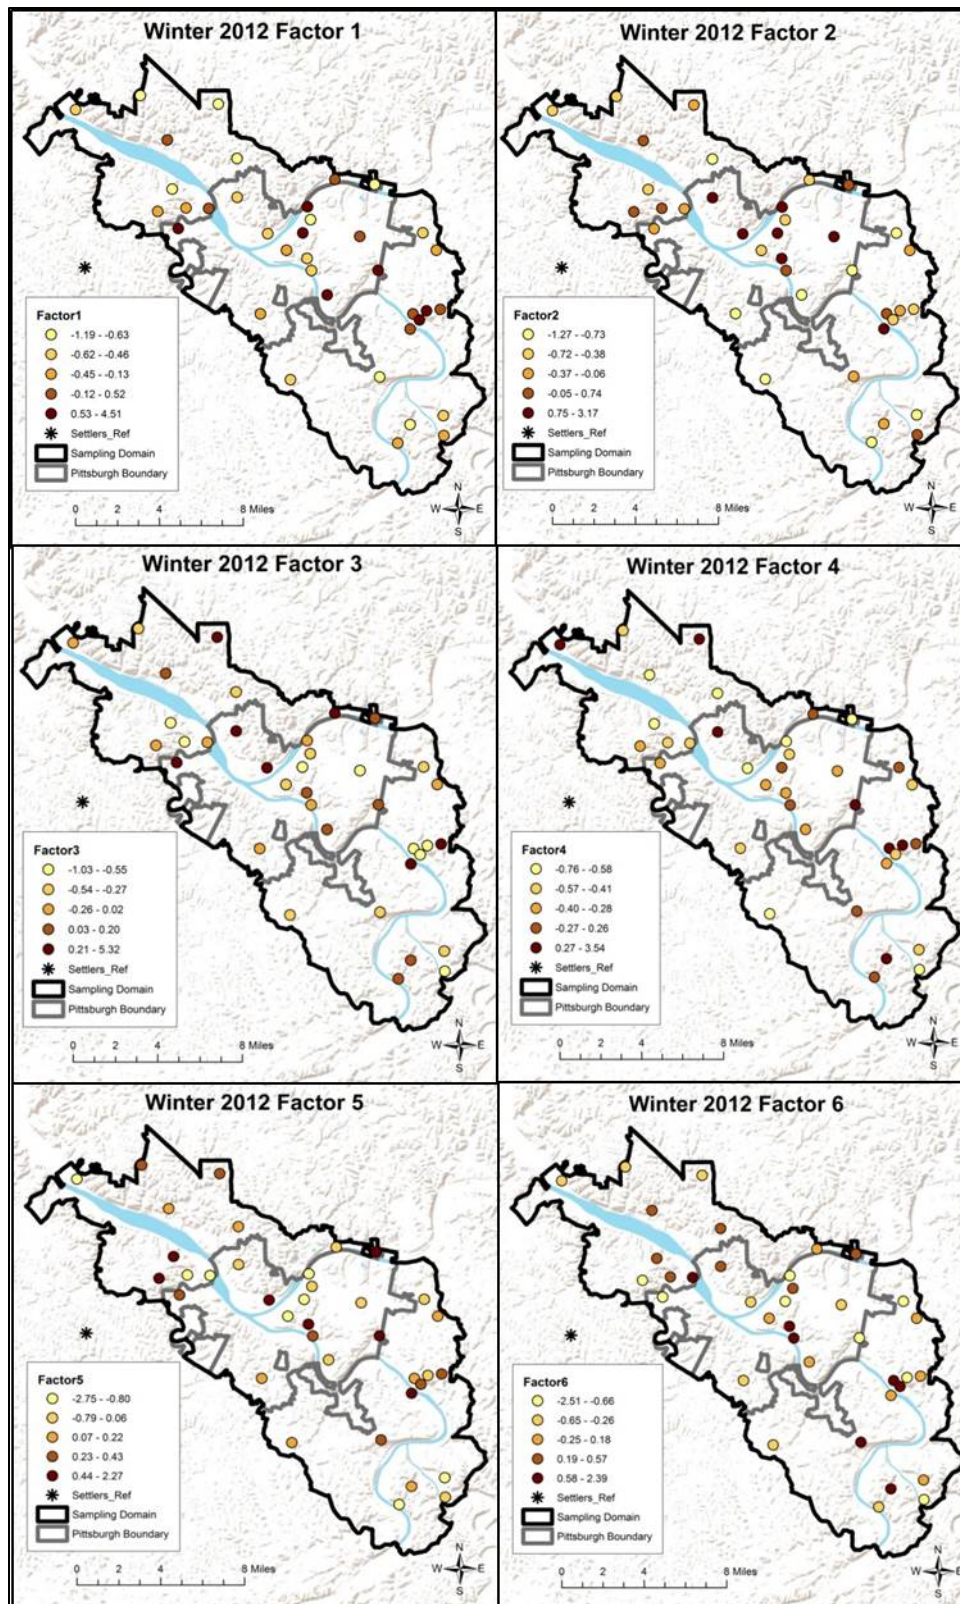 Winter 2012 Factor 1
Factor1
-1.19 - -0.63
-0.62 - -0.46
-0.45 - -0.13
-0.12 - 0.52
0.53 - 4.51
Settlers_Ref
Sampling Domain
Pittsburgh Boundary
0 2 4 8 Miles
N
W E
S
Winter 2012 Factor 2
Factor2
-1.27 - -0.73
-0.72 - -0.38
-0.37 - -0.06
-0.05 - 0.74
0.75 - 3.17
Settlers_Ref
Sampling Domain
Pittsburgh Boundary
0 2 4 8 Miles
N
W E
S
Winter 2012 Factor 3
Factor3
-1.03 - -0.55
-0.54 - -0.27
-0.26 - 0.02
0.03 - 0.20
0.21 - 5.32
Settlers_Ref
Sampling Domain
Pittsburgh Boundary
0 2 4 8 Miles
N
W E
S
Winter 2012 Factor 4
Factor4
-0.76 - -0.58
-0.57 - -0.41
-0.40 - -0.28
-0.27 - 0.26
0.27 - 3.54
Settlers_Ref
Sampling Domain
Pittsburgh Boundary
0 2 4 8 Miles
N
W E
S
Winter 2012 Factor 5
Factor5
-2.75 - -0.80
-0.79 - 0.06
0.07 - 0.22
0.23 - 0.43
0.44 - 2.27
Settlers_Ref
Sampling Domain
Pittsburgh Boundary
0 2 4 8 Miles
N
W E
S
Winter 2012 Factor 6
Factor6
-2.51 - -0.66
-0.65 - -0.26
-0.25 - 0.18
0.19 - 0.57
0.58 - 2.39
Settlers_Ref
Sampling Domain
Pittsburgh Boundary
0 2 4 8 Miles
N
W E
S